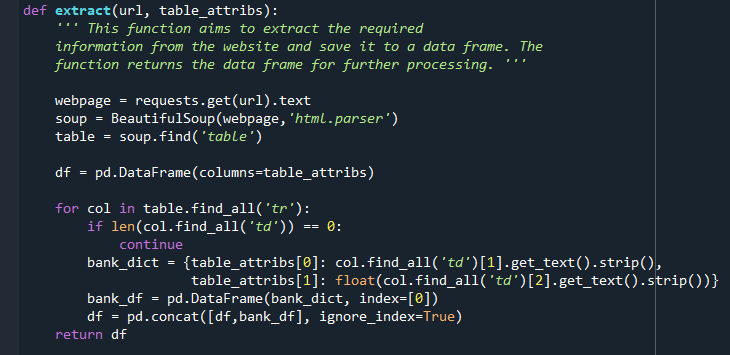 def extract(url, table_attribs):
    ''' This function aims to extract the required
    information from the website and save it to a data frame. The
    function returns the data frame for further processing. '''

    webpage = requests.get(url).text
    soup = BeautifulSoup(webpage,'html.parser')
    table = soup.find('table')

    df = pd.DataFrame(columns=table_attribs)

    for col in table.find_all('tr'):
        if len(col.find_all('td')) == 0:
            continue
        bank_dict = {table_attribs[0]: col.find_all('td')[1].get_text().strip(),
                     table_attribs[1]: float(col.find_all('td')[2].get_text().strip())}
        bank_df = pd.DataFrame(bank_dict, index=[0])
        df = pd.concat([df,bank_df], ignore_index=True)
    return df